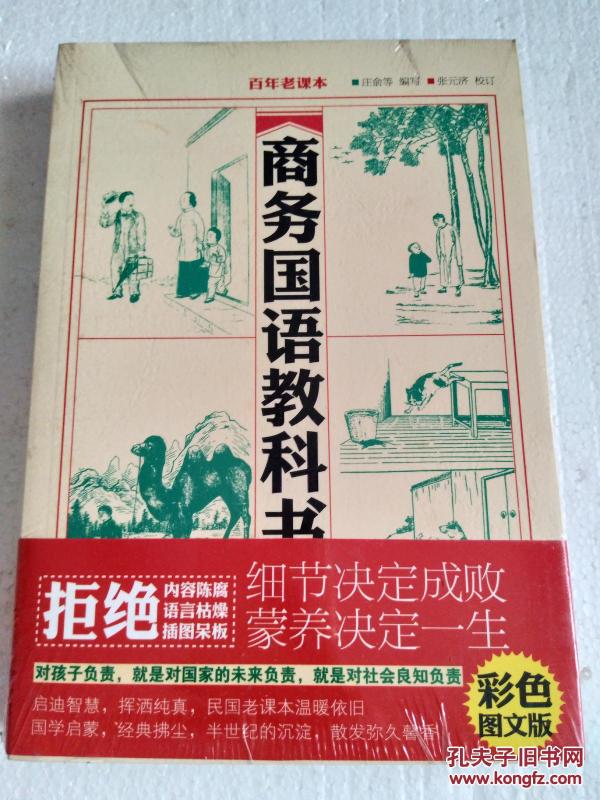 百年老课本 ■庄俞等 编写 ■张元济 校订
商务国语教科书
拒绝
内容陈腐
语言枯燥
插图呆板
细节决定成败
蒙养决定一生
对孩子负责，就是对国家的未来负责，就是对社会良知负责
启迪智慧，挥洒纯真，民国老课本温暖依旧
国学启蒙，经典拂尘，半世纪的沉淀，散发弥久馨香
彩色
图文版
孔夫子旧书网
www.kongfz.com